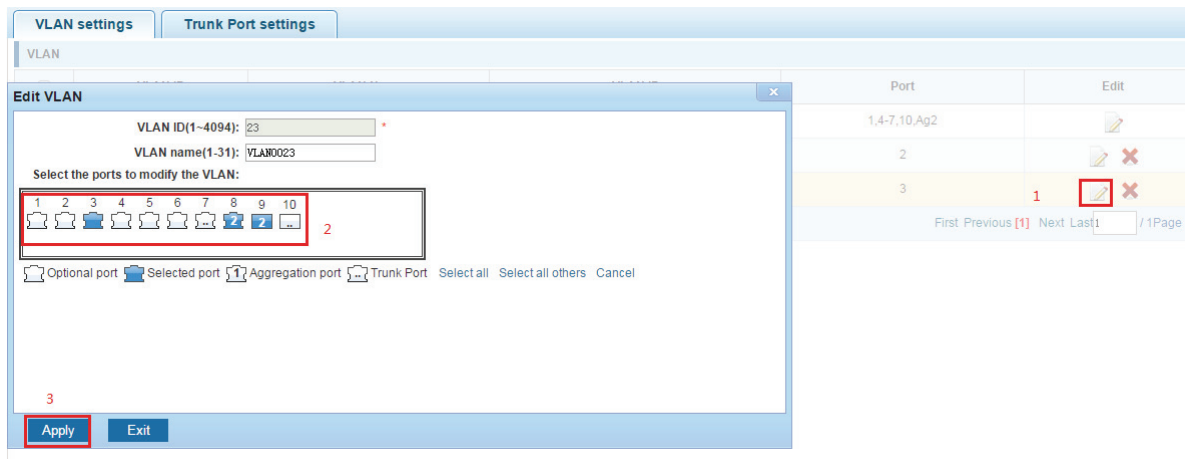 VLAN settings Trunk Port settings
VLAN
Port Edit
Edit VLAN
VLAN ID(1~4094): 23 *
1,4-7,10,Ag2
VLAN name(1-31): VLAN0023
2
Select the ports to modify the VLAN:
3 1
1 2 3 4 5 6 7 8 9 10
.. 2 2 ..
2
First Previous [1] Next Last 1 / 1Page
Optional port Selected port 1 Aggregation port .. Trunk Port Select all Select all others Cancel
3
Apply Exit